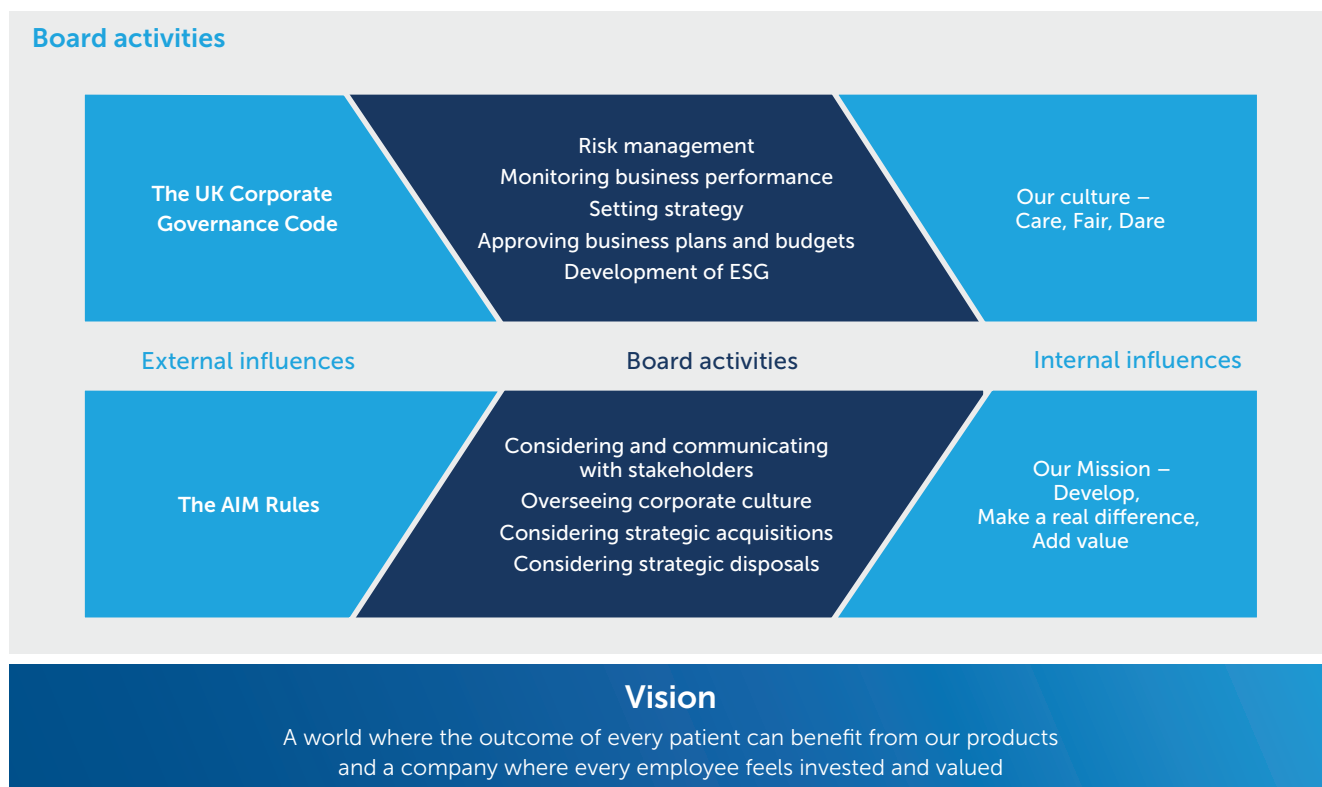 Board activities
The UK Corporate
Governance Code
Risk management
Monitoring business performance
Setting strategy
Approving business plans and budgets
Development of ESG
Our culture –
Care, Fair, Dare
External influences
Board activities
Internal influences
The AIM Rules
Considering and communicating
with stakeholders
Overseeing corporate culture
Considering strategic acquisitions
Considering strategic disposals
Our Mission –
Develop,
Make a real difference,
Add value
Vision
A world where the outcome of every patient can benefit from our products
and a company where every employee feels invested and valued